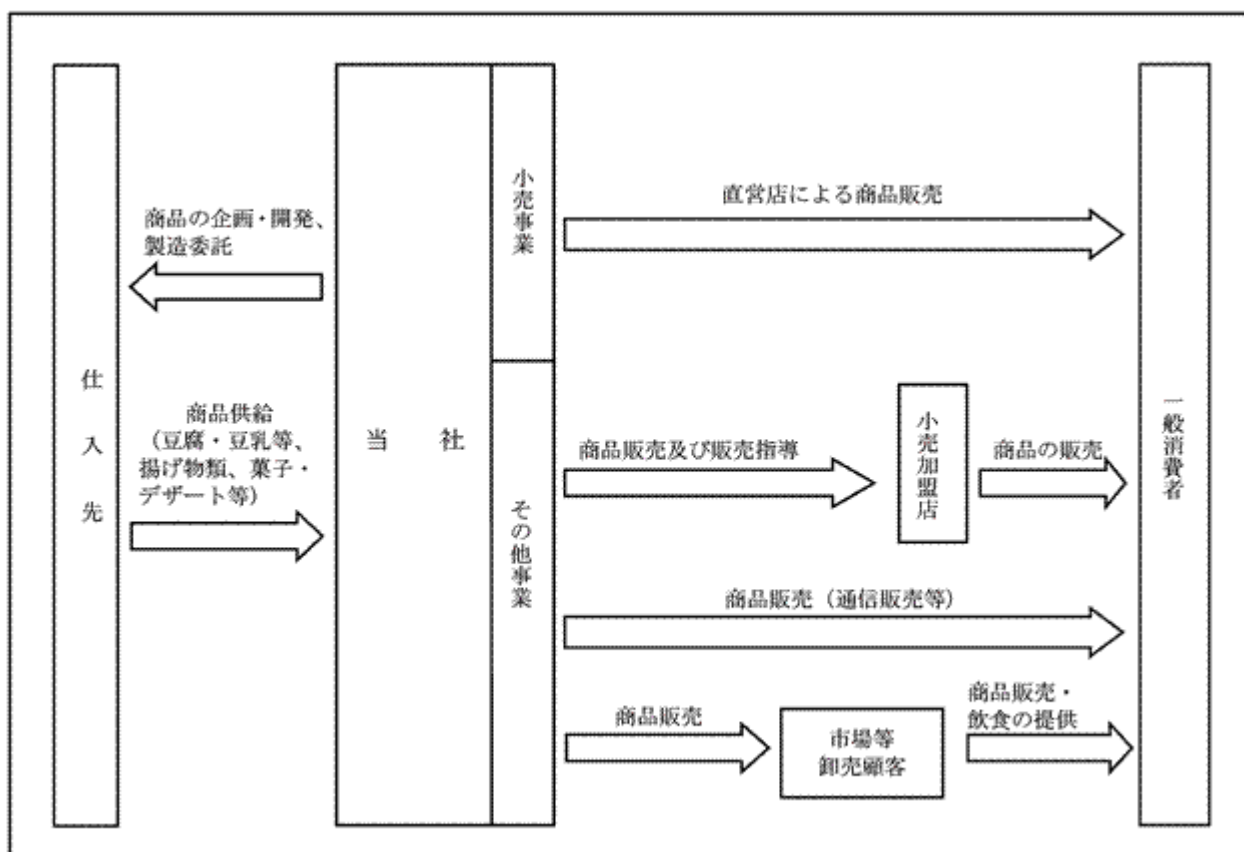 仕入先
商品の企画・開発、
製造委託
商品供給
（豆腐・豆乳等、
揚げ物類、菓子・
デザート等）
当社
小売事業
その他事業
直営店による商品販売
商品販売及び販売指導
小売加盟店
商品の販売
商品販売（通信販売等）
商品販売
市場等
卸売顧客
商品販売・
飲食の提供
一般消費者